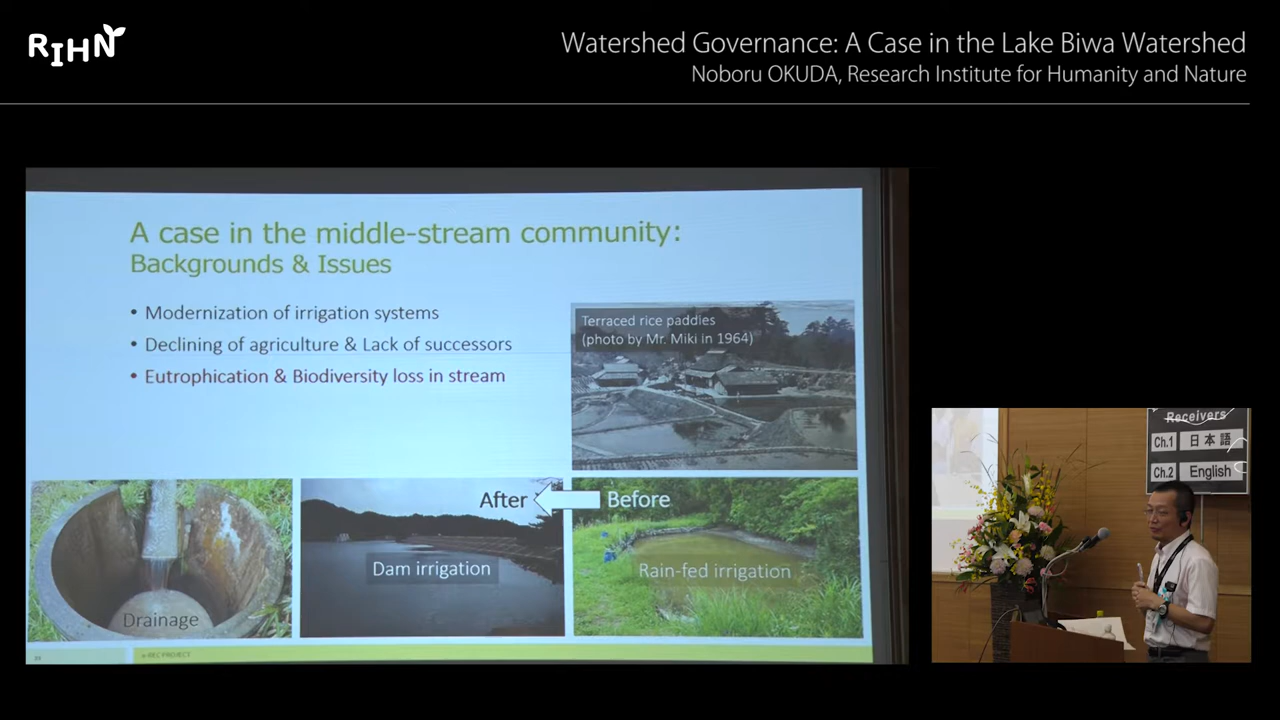 RIHN
Watershed Governance: A Case in the Lake Biwa Watershed
Noboru OKUDA, Research Institute for Humanity and Nature
A case in the middle-stream community:
Backgrounds & Issues
• Modernization of irrigation systems
• Declining of agriculture & Lack of successors
• Eutrophication & Biodiversity loss in stream
Terraced rice paddies
(photo by Mr. Miki in 1964)
After
Before
Drainage
Dam irrigation
Rain-fed irrigation
Receivers
Ch.1 日本語
Ch.2 English